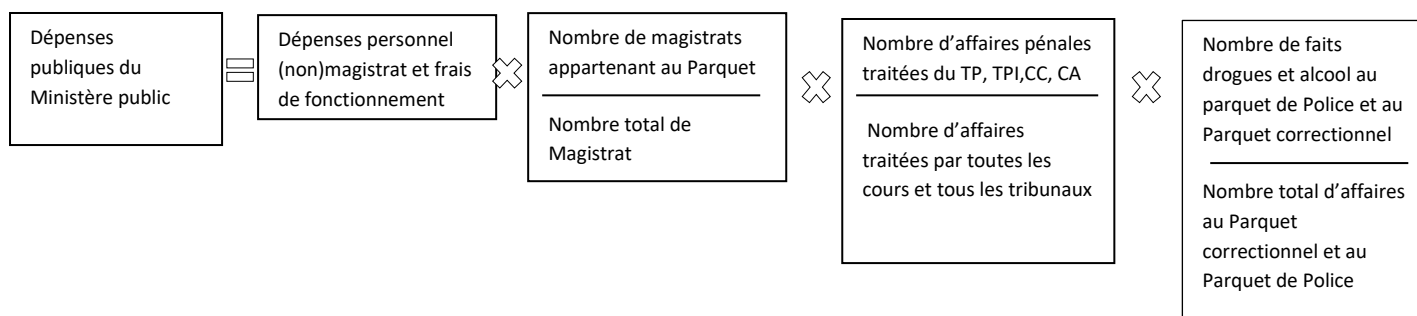 Dépenses
publiques du
Ministère public
Dépenses personnel
(non)magistrat et frais
de fonctionnement
Nombre de magistrats
appartenant au Parquet
Nombre total de
Magistrat
Nombre d’affaires pénales
traitées du TP, TPI,CC, CA
Nombre d’affaires
traitées par toutes les
cours et tous les tribunaux
Nombre de faits
drogues et alcool au
parquet de Police et au
Parquet correctionnel
Nombre total d’affaires
au Parquet
correctionnel et au
Parquet de Police